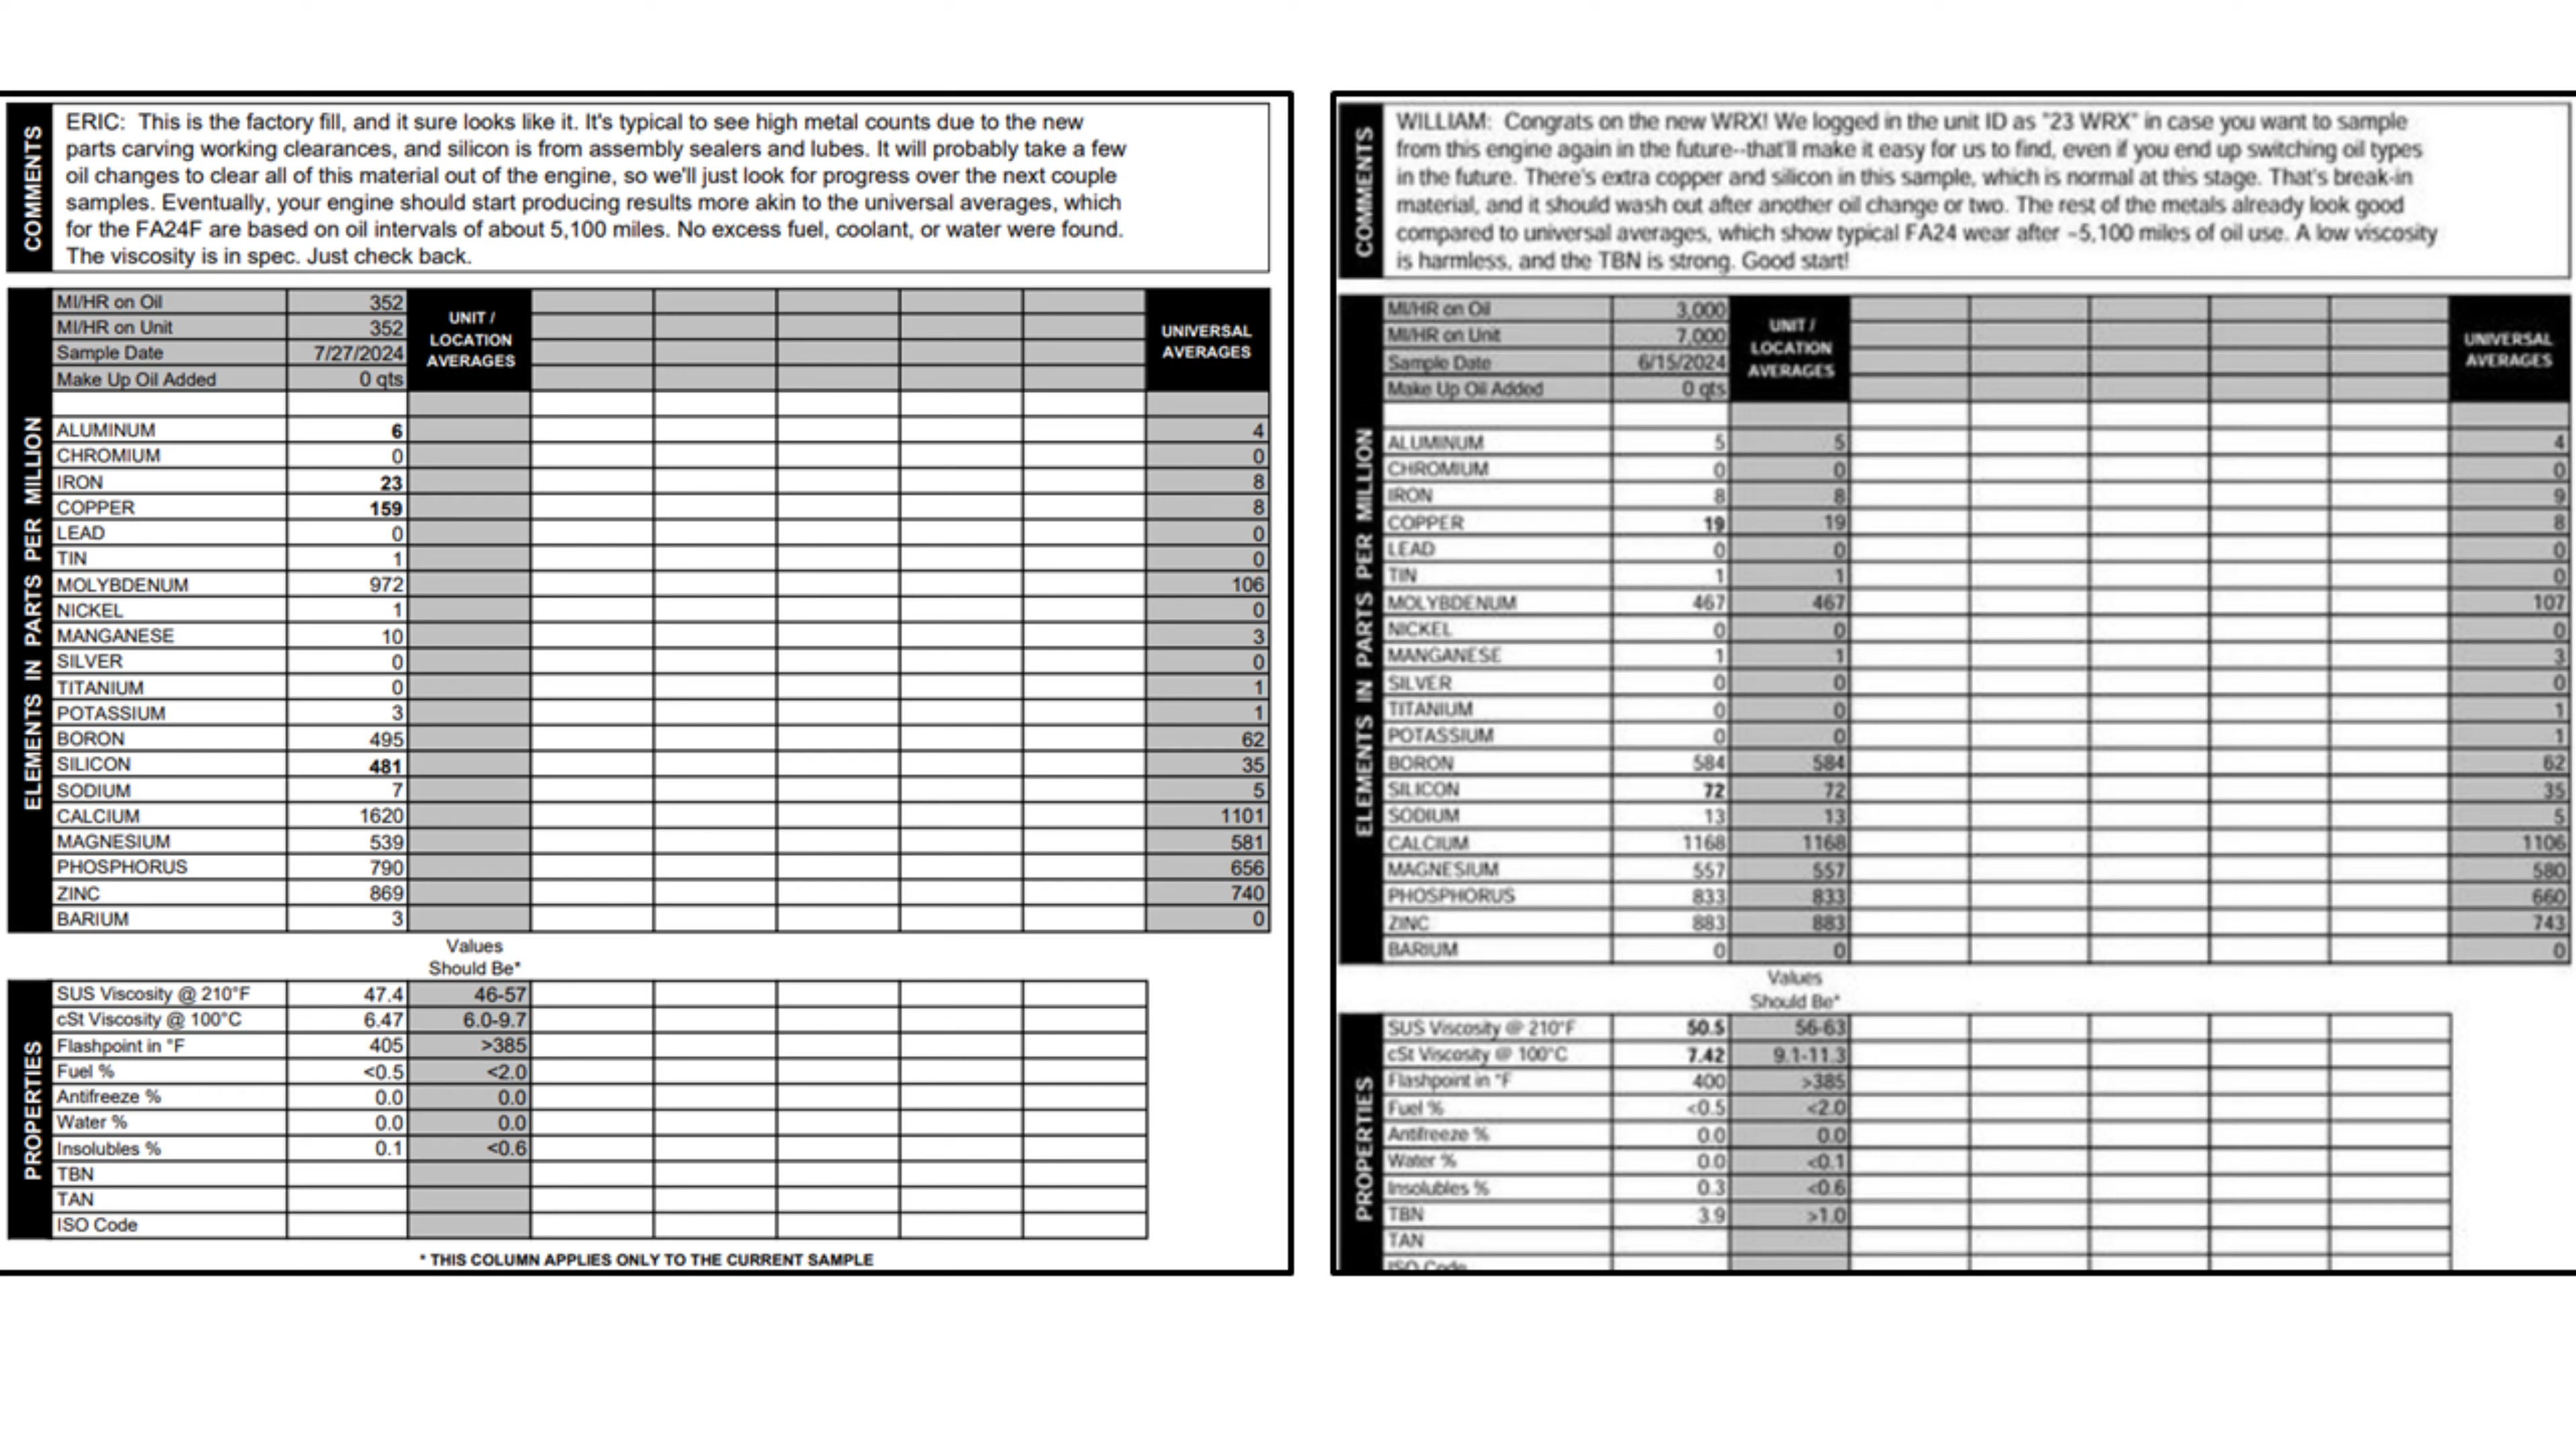 COMMENTS
ERIC: This is the factory fill, and it sure looks like it. It's typical to see high metal counts due to the new
parts carving working clearances, and silicon is from assembly sealers and lubes. It will probably take a few
oil changes to clear all of this material out of the engine, so we'll just look for progress over the next couple
samples. Eventually, your engine should start producing results more akin to the universal averages, which
for the FA24F are based on oil intervals of about 5,100 miles. No excess fuel, coolant, or water were found.
The viscosity is in spec. Just check back.
MI/HR on Oil 352
MI/HR on Unit 352
Sample Date 7/27/2024
Make Up Oil Added 0 qts
UNIT /
LOCATION
AVERAGES
UNIVERSAL
AVERAGES
ELEMENTS IN PARTS PER MILLION
ALUMINUM 6 4
CHROMIUM 0 0
IRON 23 8
COPPER 159 8
LEAD 0 0
TIN 1 0
MOLYBDENUM 972 106
NICKEL 1 0
MANGANESE 10 3
SILVER 0 0
TITANIUM 0 1
POTASSIUM 3 1
BORON 495 62
SILICON 481 35
SODIUM 7 5
CALCIUM 1620 1101
MAGNESIUM 539 581
PHOSPHORUS 790 656
ZINC 869 740
BARIUM 3 0
Values
Should Be*
PROPERTIES
SUS Viscosity @ 210°F 47.4 46-57
cSt Viscosity @ 100°C 6.47 6.0-9.7
Flashpoint in °F 405 >385
Fuel % <0.5 <2.0
Antifreeze % 0.0 0.0
Water % 0.0 0.0
Insolubles % 0.1 <0.6
TBN
TAN
ISO Code
* THIS COLUMN APPLIES ONLY TO THE CURRENT SAMPLE
COMMENTS
WILLIAM: Congrats on the new WRX! We logged in the unit ID as "23 WRX" in case you want to sample
from this engine again in the future--that'll make it easy for us to find, even if you end up switching oil types
in the future. There's extra copper and silicon in this sample, which is normal at this stage. That's break-in
material, and it should wash out after another oil change or two. The rest of the metals already look good
compared to universal averages, which show typical FA24 wear after ~5,100 miles of oil use. A low viscosity
is harmless, and the TBN is strong. Good start!
MI/HR on Oil 3,000
MI/HR on Unit 7,000
Sample Date 6/15/2024
Make Up Oil Added 0 qts
UNIT /
LOCATION
AVERAGES
UNIVERSAL
AVERAGES
ELEMENTS IN PARTS PER MILLION
ALUMINUM 5 5 4
CHROMIUM 0 0 0
IRON 8 8 9
COPPER 19 19 8
LEAD 0 0 0
TIN 1 1 0
MOLYBDENUM 467 467 107
NICKEL 0 0 0
MANGANESE 1 1 3
SILVER 0 0 0
TITANIUM 0 0 1
POTASSIUM 0 0 1
BORON 584 584 62
SILICON 72 72 35
SODIUM 13 13 5
CALCIUM 1168 1168 1106
MAGNESIUM 557 557 580
PHOSPHORUS 833 833 660
ZINC 883 883 743
BARIUM 0 0 0
Values
Should Be*
PROPERTIES
SUS Viscosity @ 210°F 50.5 56-63
cSt Viscosity @ 100°C 7.42 9.1-11.3
Flashpoint in °F 400 >385
Fuel % <0.5 <2.0
Antifreeze % 0.0 0.0
Water % 0.0 <0.1
Insolubles % 0.3 <0.6
TBN 3.9 >1.0
TAN
ISO Code